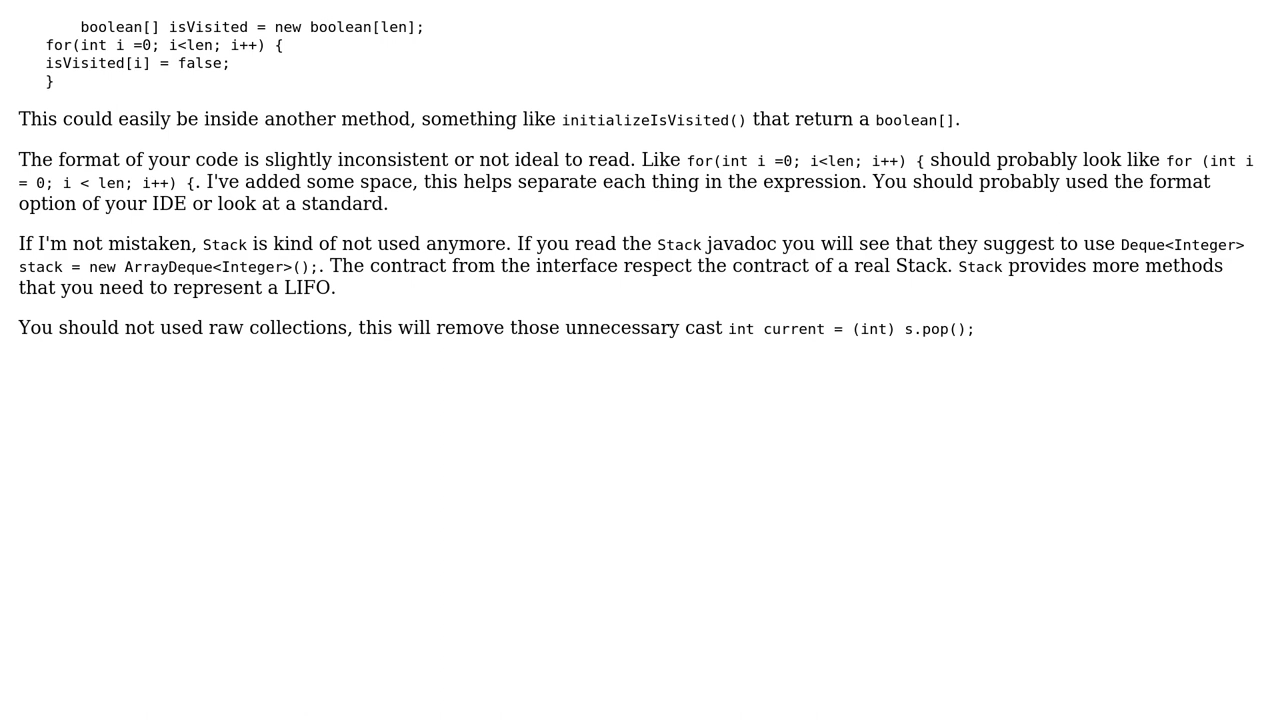 boolean[] isVisited = new boolean[len];
for(int i =0; i<len; i++) {
isVisited[i] = false;
}
This could easily be inside another method, something like initializeIsVisited() that return a boolean[].
The format of your code is slightly inconsistent or not ideal to read. Like for(int i =0; i<len; i++) { should probably look like for (int i
= 0; i < len; i++) {. I've added some space, this helps separate each thing in the expression. You should probably used the format
option of your IDE or look at a standard.
If I'm not mistaken, Stack is kind of not used anymore. If you read the Stack javadoc you will see that they suggest to use Deque<Integer>
stack = new ArrayDeque<Integer>();. The contract from the interface respect the contract of a real Stack. Stack provides more methods
that you need to represent a LIFO.
You should not used raw collections, this will remove those unnecessary cast int current = (int) s.pop();